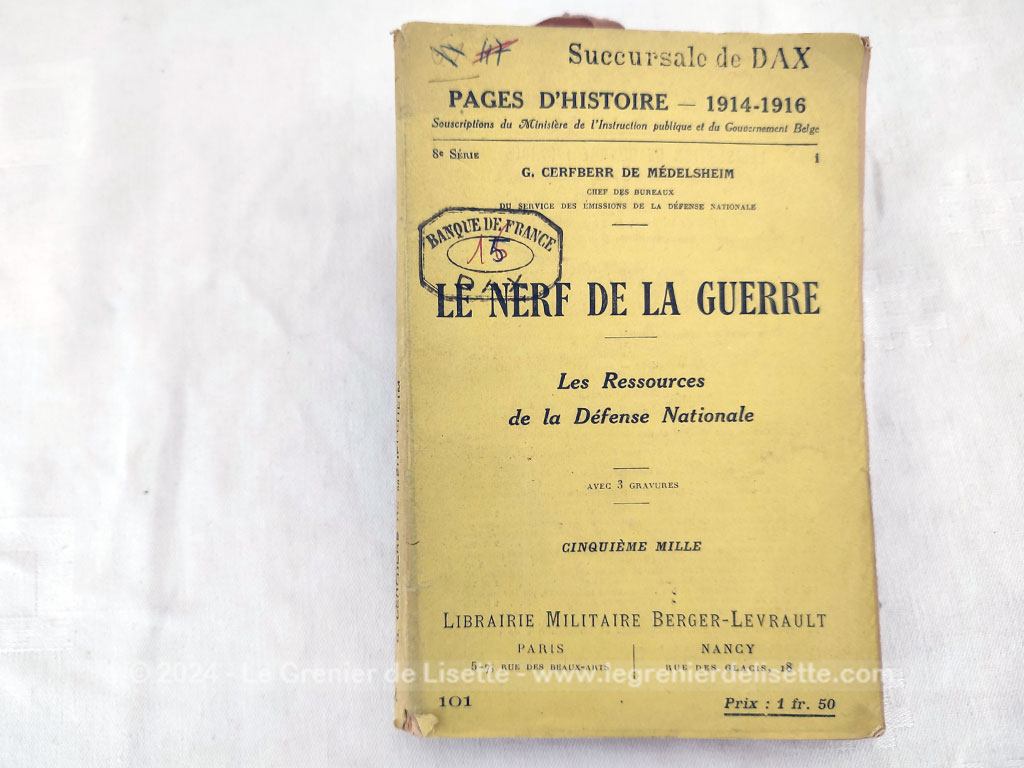 47 Succursale de DAX
PAGES D'HISTOIRE — 1914-1916
Souscriptions du Ministère de l'Instruction publique et du Gouvernement Belge
8e SÉRIE 1
G. CERFBERR DE MÉDELSHEIM
CHEF DES BUREAUX
DU SERVICE DES ÉMISSIONS DE LA DÉFENSE NATIONALE
BANQUE DE FRANCE
5
DAX
LE NERF DE LA GUERRE
Les Ressources
de la Défense Nationale
AVEC 3 GRAVURES
CINQUIÈME MILLE
LIBRAIRIE MILITAIRE BERGER-LEVRAULT
PARIS NANCY
5-7, RUE DES BEAUX-ARTS RUE DES GLACIS, 18
© 2024 - Le Grenier de Lisette - www.legrenierdelisette.com
101 Prix : 1 fr. 50